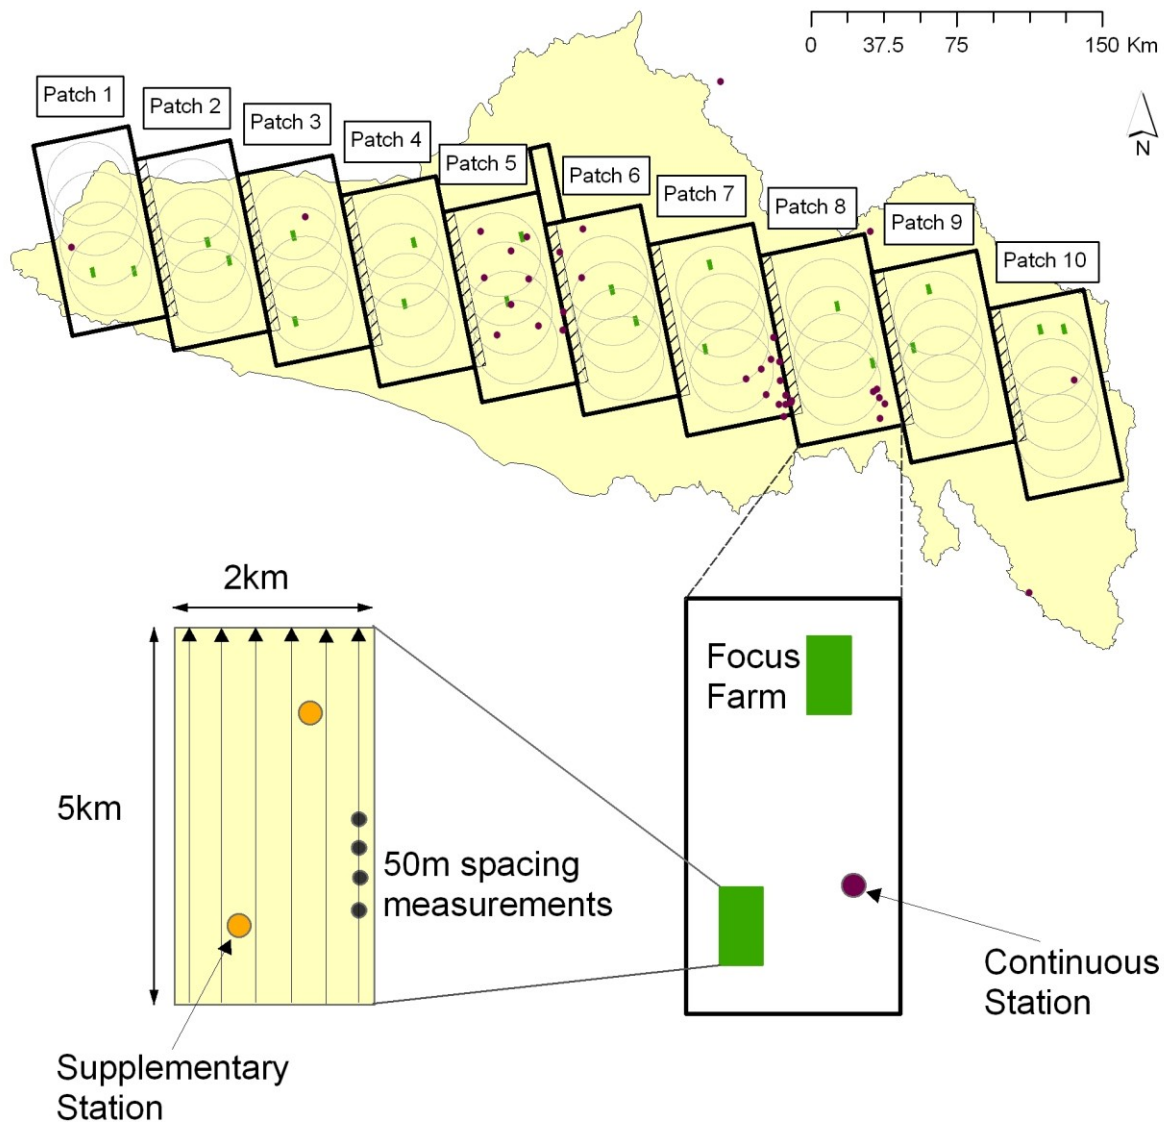 0 37.5 75 150 Km
N
Patch 1
Patch 2
Patch 3
Patch 4
Patch 5
Patch 6
Patch 7
Patch 8
Patch 9
Patch 10
2km
5km
50m spacing
measurements
Supplementary
Station
Focus
Farm
Continuous
Station